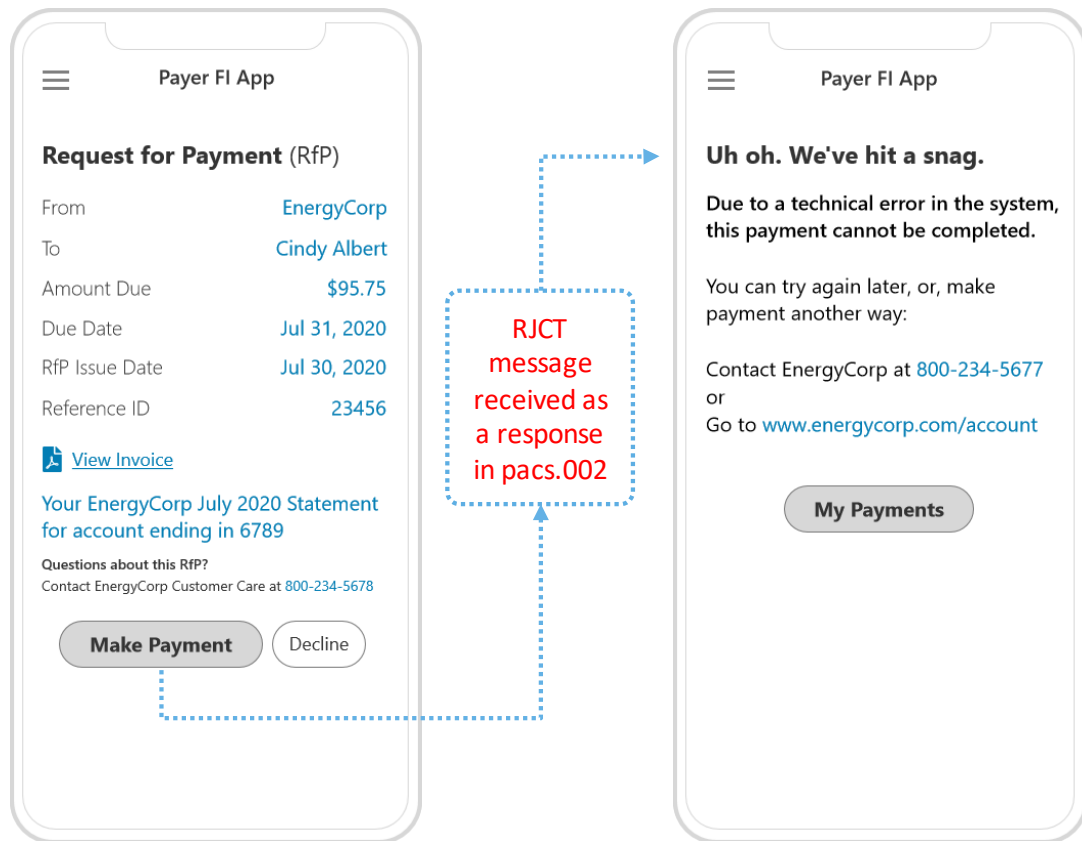 Payer FI App
Request for Payment (RfP)
From EnergyCorp
To Cindy Albert
Amount Due $95.75
Due Date Jul 31, 2020
RfP Issue Date Jul 30, 2020
Reference ID 23456
View Invoice
Your EnergyCorp July 2020 Statement
for account ending in 6789
Questions about this RfP?
Contact EnergyCorp Customer Care at 800-234-5678
Make Payment Decline
RJCT
message
received as
a response
in pacs.002
Payer FI App
Uh oh. We've hit a snag.
Due to a technical error in the system,
this payment cannot be completed.
You can try again later, or, make
payment another way:
Contact EnergyCorp at 800-234-5677
or
Go to www.energycorp.com/account
My Payments